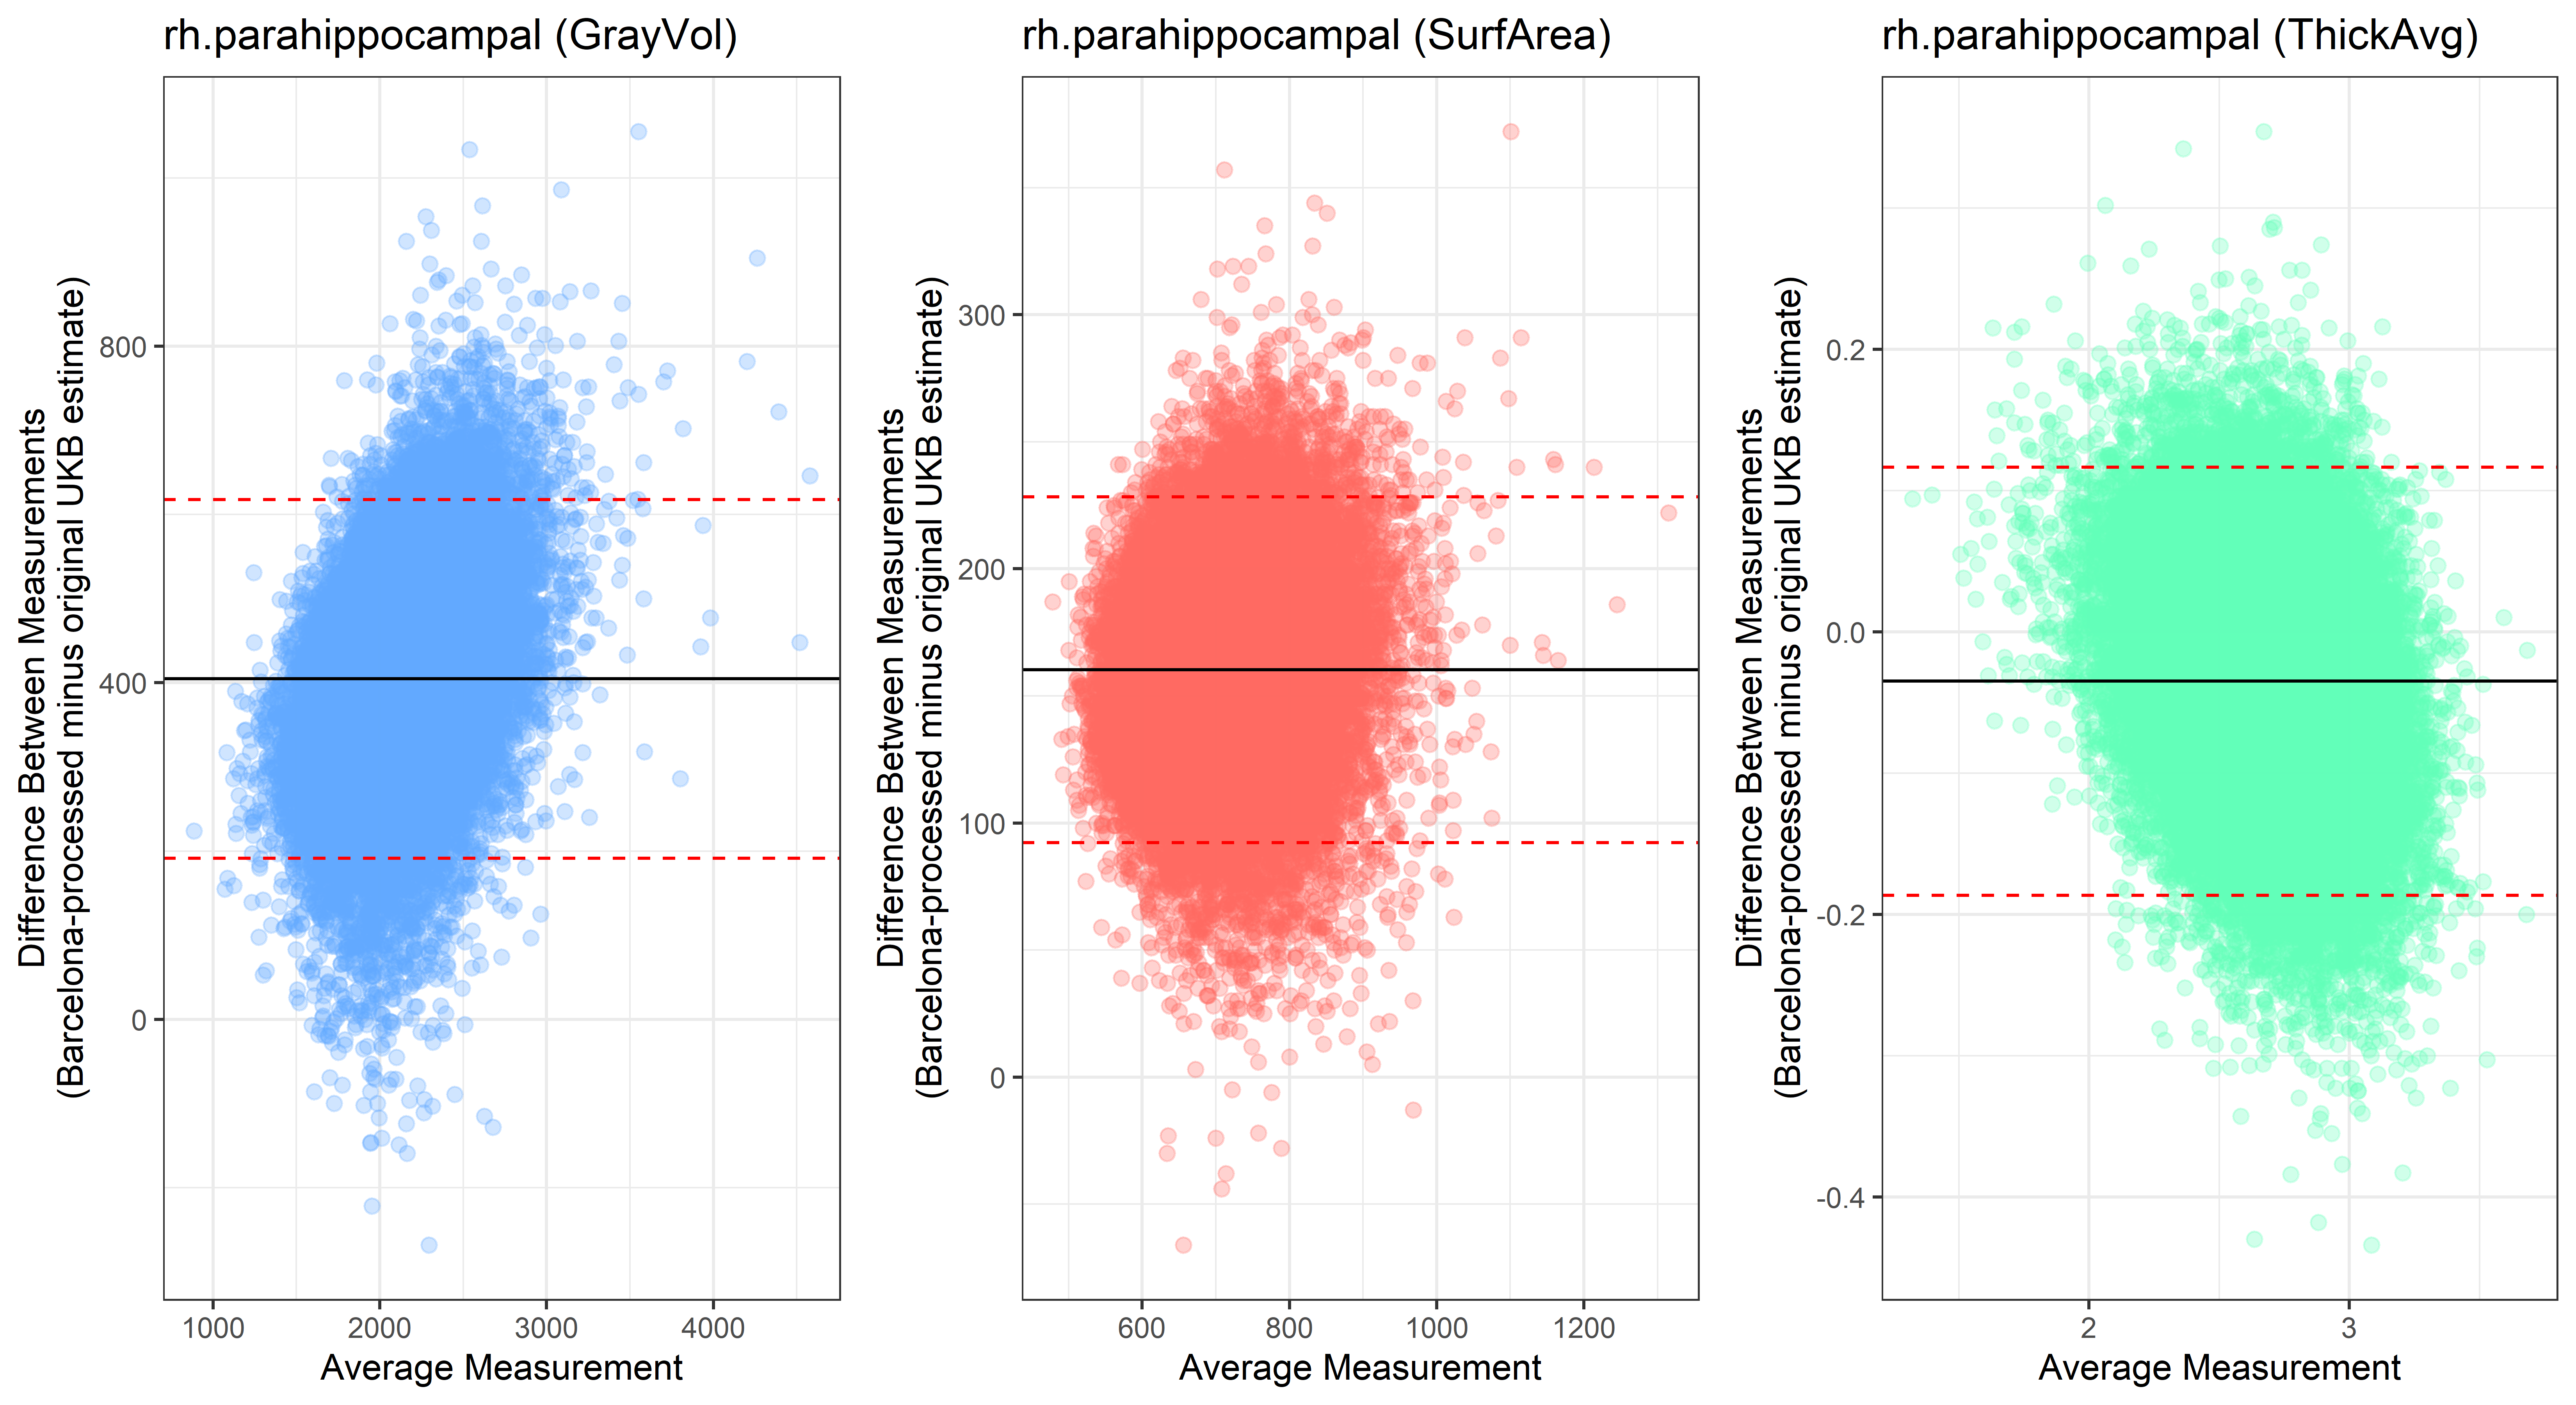 rh.parahippocampal (GrayVol)
Difference Between Measurements
(Barcelona-processed minus original UKB estimate)
800
400
0
1000 2000 3000 4000
Average Measurement
rh.parahippocampal (SurfArea)
Difference Between Measurements
(Barcelona-processed minus original UKB estimate)
300
200
100
0
600 800 1000 1200
Average Measurement
rh.parahippocampal (ThickAvg)
Difference Between Measurements
(Barcelona-processed minus original UKB estimate)
0.2
0.0
-0.2
-0.4
2 3
Average Measurement